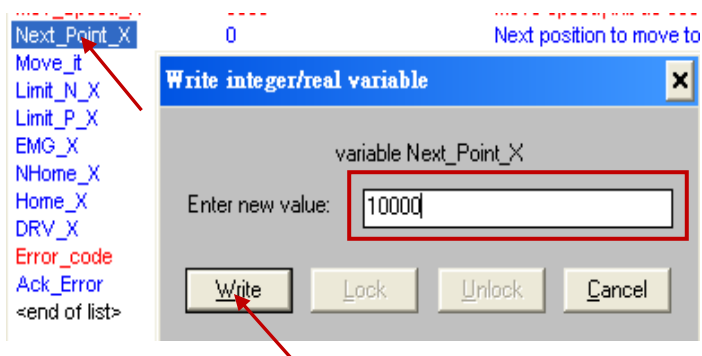 Next_Point_X 0 Next position to move to
Move_it
Limit_N_X
Limit_P_X
EMG_X
NHome_X
Home_X
DRV_X
Error_code
Ack_Error
<end of list>
Write integer/real variable
variable Next_Point_X
Enter new value: 10000
Write Lock Unlock Cancel